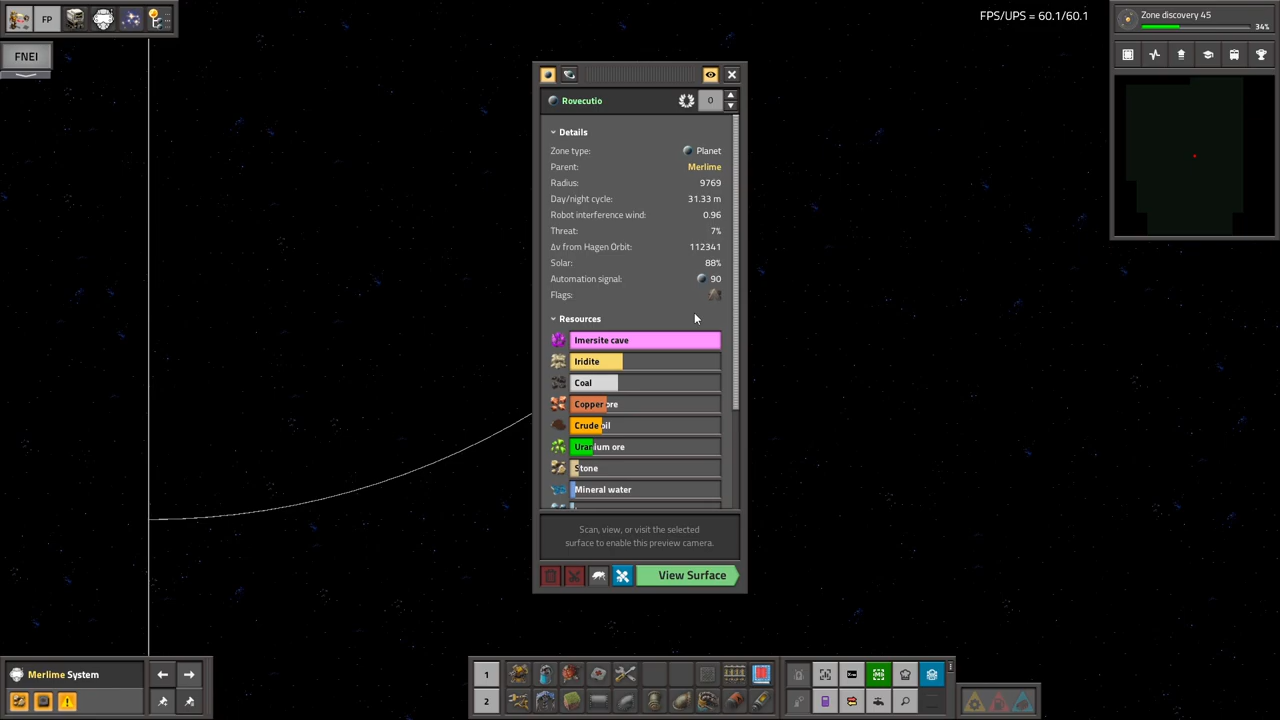 FP
FPS/UPS = 60.1/60.1
Zone discovery 45
34%
FNEI
Rovecutio
0
Details
Zone type: Planet
Parent: Merlime
Radius: 9769
Day/night cycle: 31.33 m
Robot interference wind: 0.96
Threat: 7%
Δv from Hagen Orbit: 112341
Solar: 88%
Automation signal: 90
Flags:
Resources
Imersite cave
Iridite
Coal
Copper ore
Crude oil
Uranium ore
Stone
Mineral water
Scan, view, or visit the selected
surface to enable this preview camera.
View Surface
Merlime System
1
2